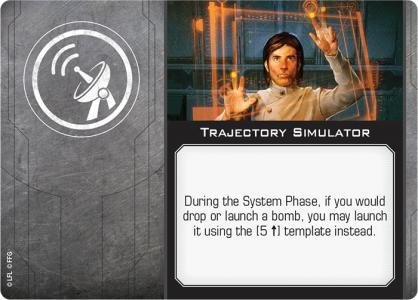 Trajectory Simulator
During the System Phase, if you would
drop or launch a bomb, you may launch
it using the (5 ⬆) template instead.
© LFL © FFG